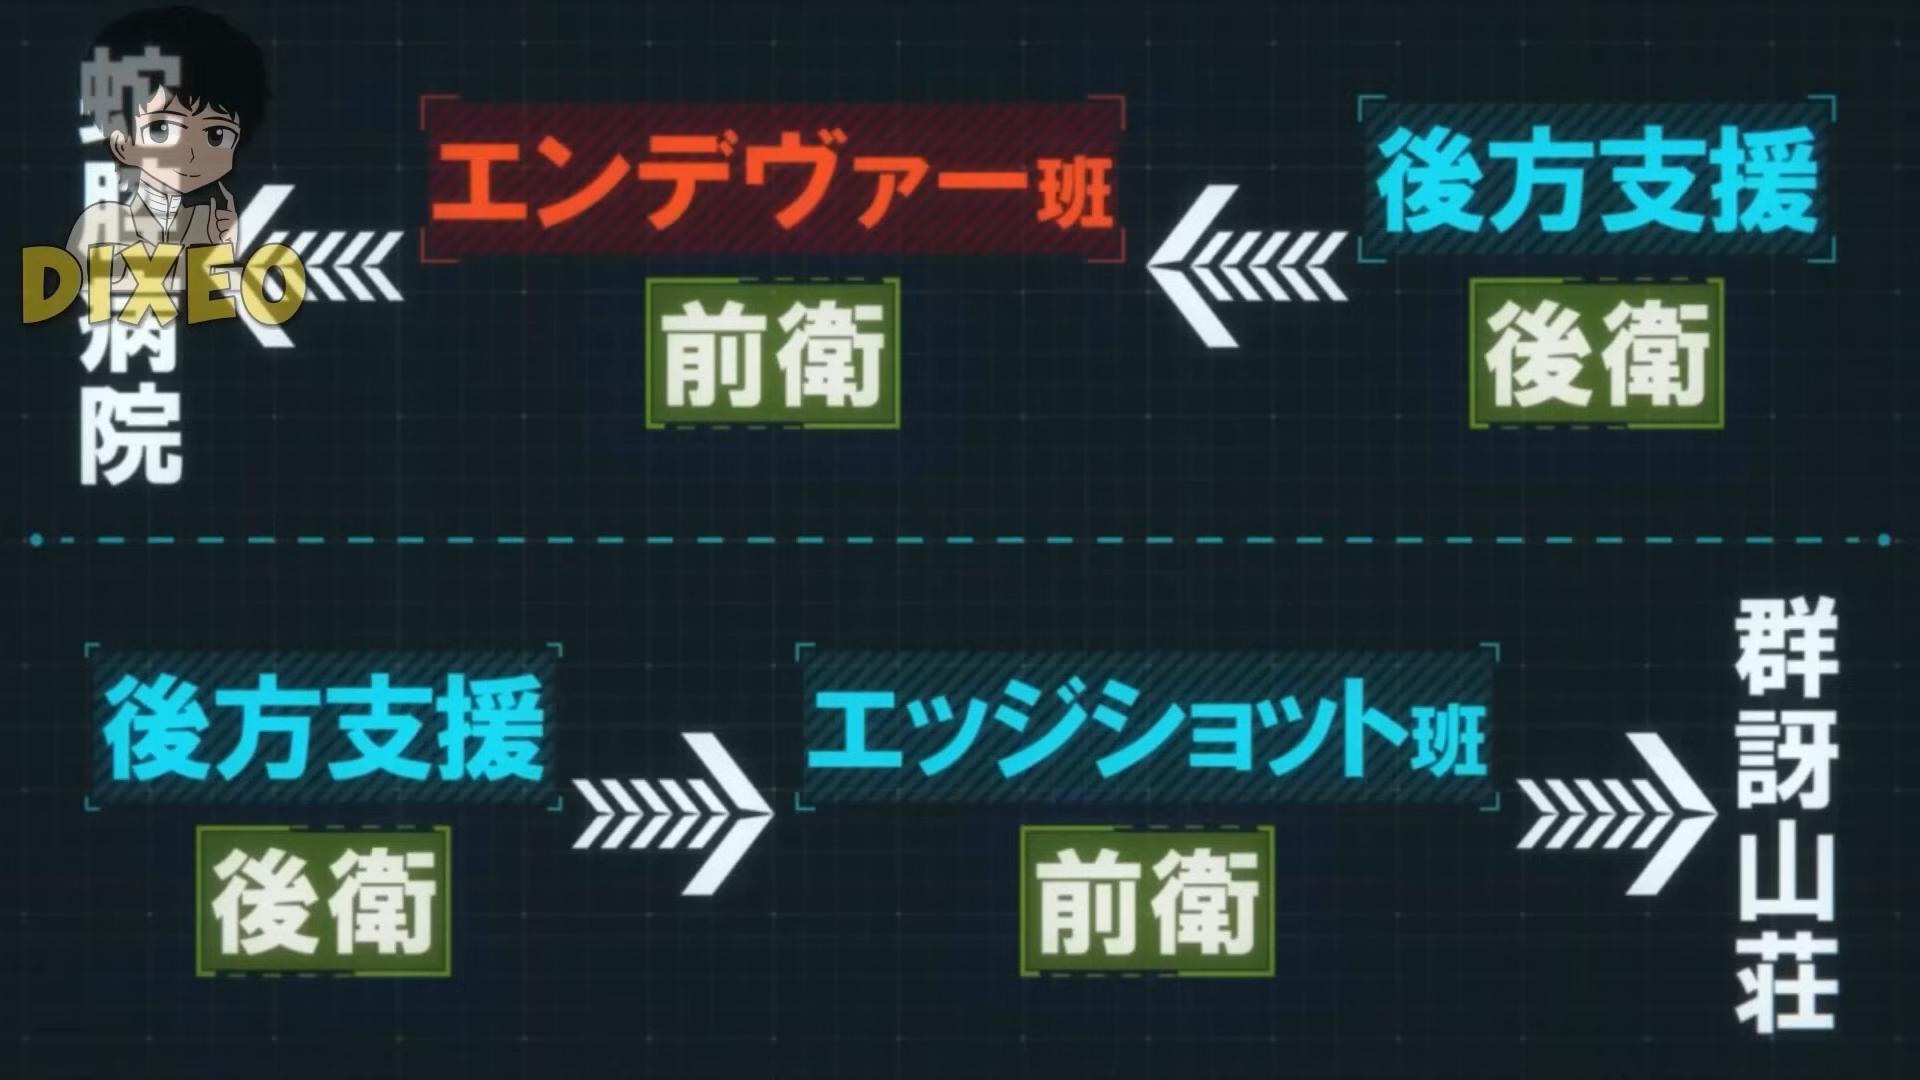 DIXEO
病院
エンデヴァー班
前衛
後方支援
後衛
後方支援
後衛
エッジショット班
前衛
群訝山荘